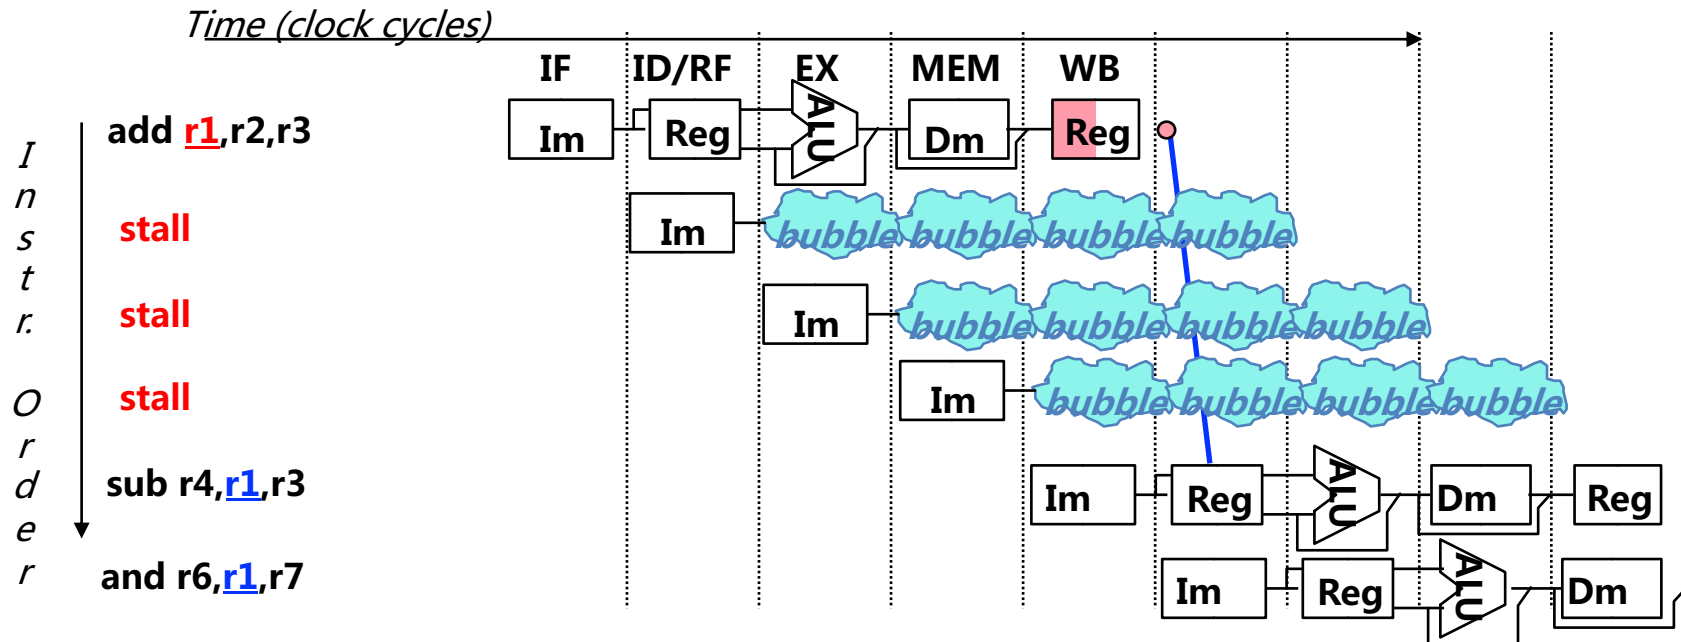 Time (clock cycles)
IF ID/RF EX MEM WB
Instr. Order
add r1,r2,r3 Im Reg ALU Dm Reg
stall Im bubble bubble bubble bubble
stall Im bubble bubble bubble bubble
stall Im bubble bubble bubble bubble
sub r4,r1,r3 Im Reg ALU Dm Reg
and r6,r1,r7 Im Reg ALU Dm